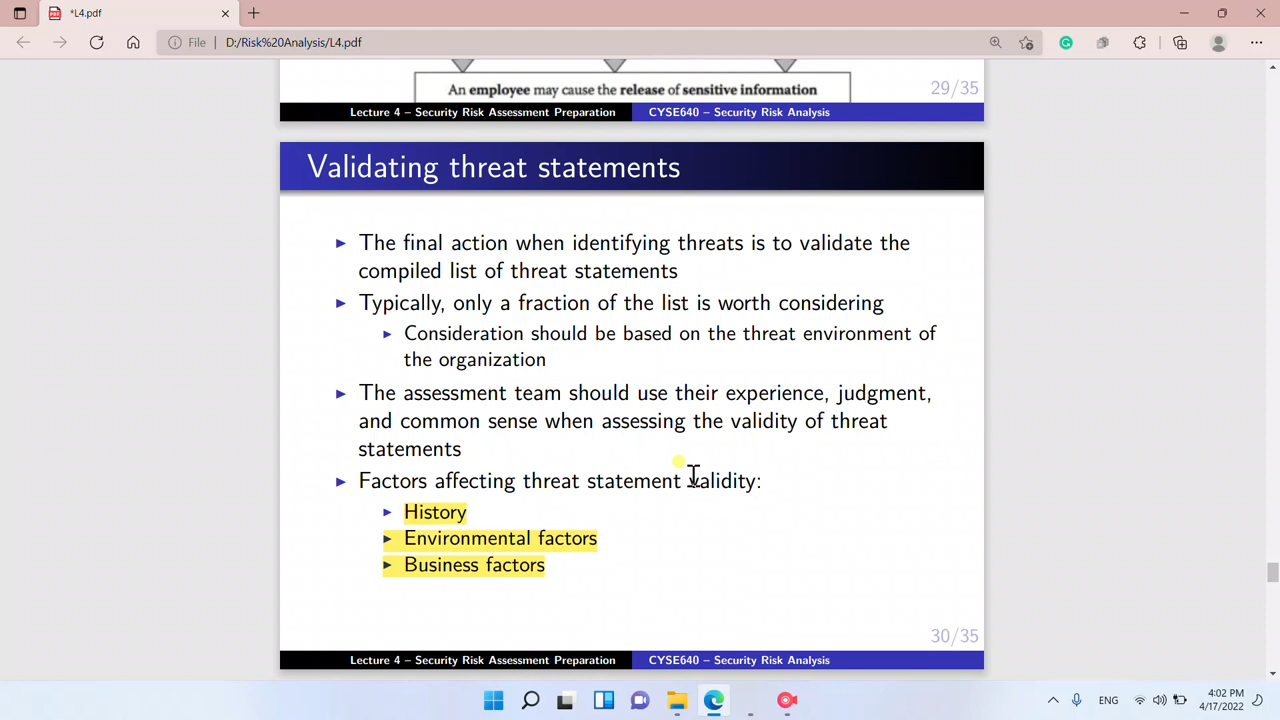 *L4.pdf
File
D:/Risk%20Analysis/L4.pdf
An employee may cause the release of sensitive information
29/35
Lecture 4 – Security Risk Assessment Preparation
CYSE640 – Security Risk Analysis
Validating threat statements
The final action when identifying threats is to validate the
compiled list of threat statements
Typically, only a fraction of the list is worth considering
Consideration should be based on the threat environment of
the organization
The assessment team should use their experience, judgment,
and common sense when assessing the validity of threat
statements
Factors affecting threat statement validity:
History
Environmental factors
Business factors
30/35
Lecture 4 – Security Risk Assessment Preparation
CYSE640 – Security Risk Analysis
ENG
4:02 PM
4/17/2022